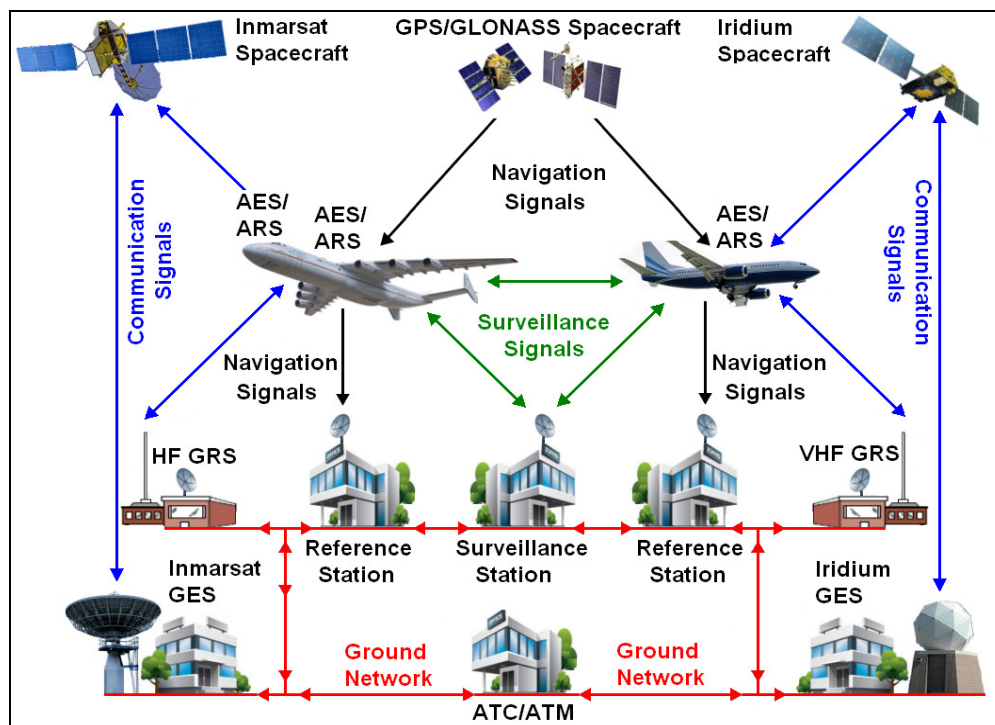 Inmarsat
Spacecraft
GPS/GLONASS Spacecraft
Iridium
Spacecraft
Navigation
Signals
AES/
ARS
AES/
ARS
AES/
ARS
Communication
Signals
Communication
Signals
Surveillance
Signals
Navigation
Signals
Navigation
Signals
HF GRS
VHF GRS
Reference
Station
Surveillance
Station
Reference
Station
Inmarsat
GES
Iridium
GES
Ground
Network
Ground
Network
ATC/ATM